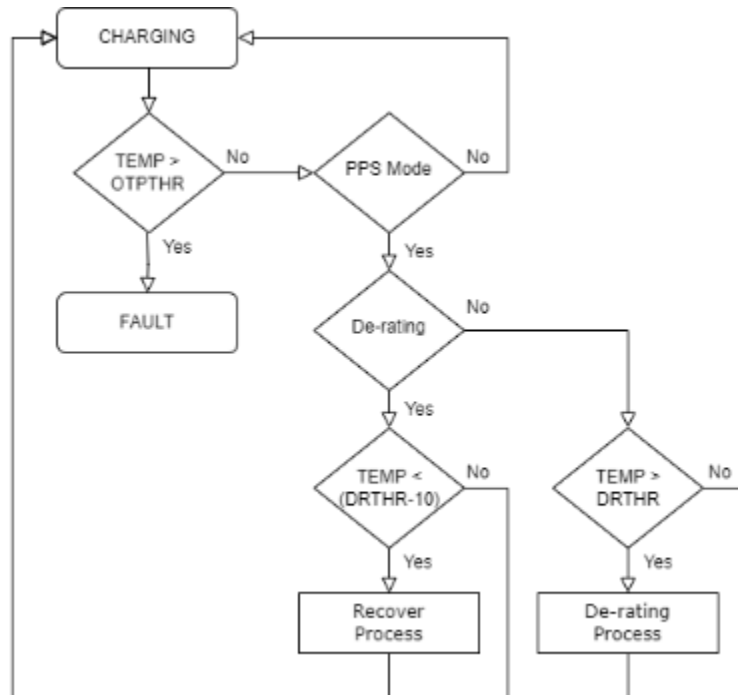 CHARGING
TEMP >
OTPTHR
No
PPS Mode
No
Yes
Yes
FAULT
De-rating
No
Yes
TEMP <
(DRTHR-10)
No
TEMP >
DRTHR
No
Yes
Yes
Recover
Process
De-rating
Process